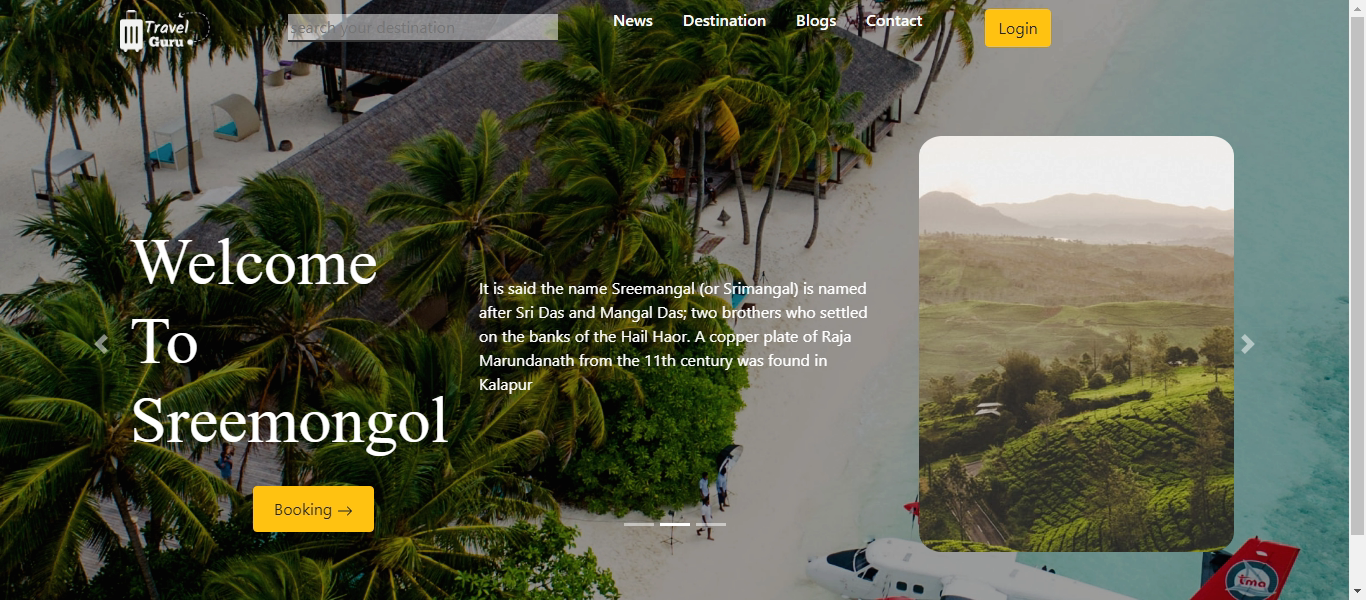 Travel
Guru
search your destination
News
Destination
Blogs
Contact
Login
Welcome
To
Sreemongol
It is said the name Sreemangal (or Srimangal) is named
after Sri Das and Mangal Das; two brothers who settled
on the banks of the Hail Haor. A copper plate of Raja
Marundanath from the 11th century was found in
Kalapur
Booking →
tma